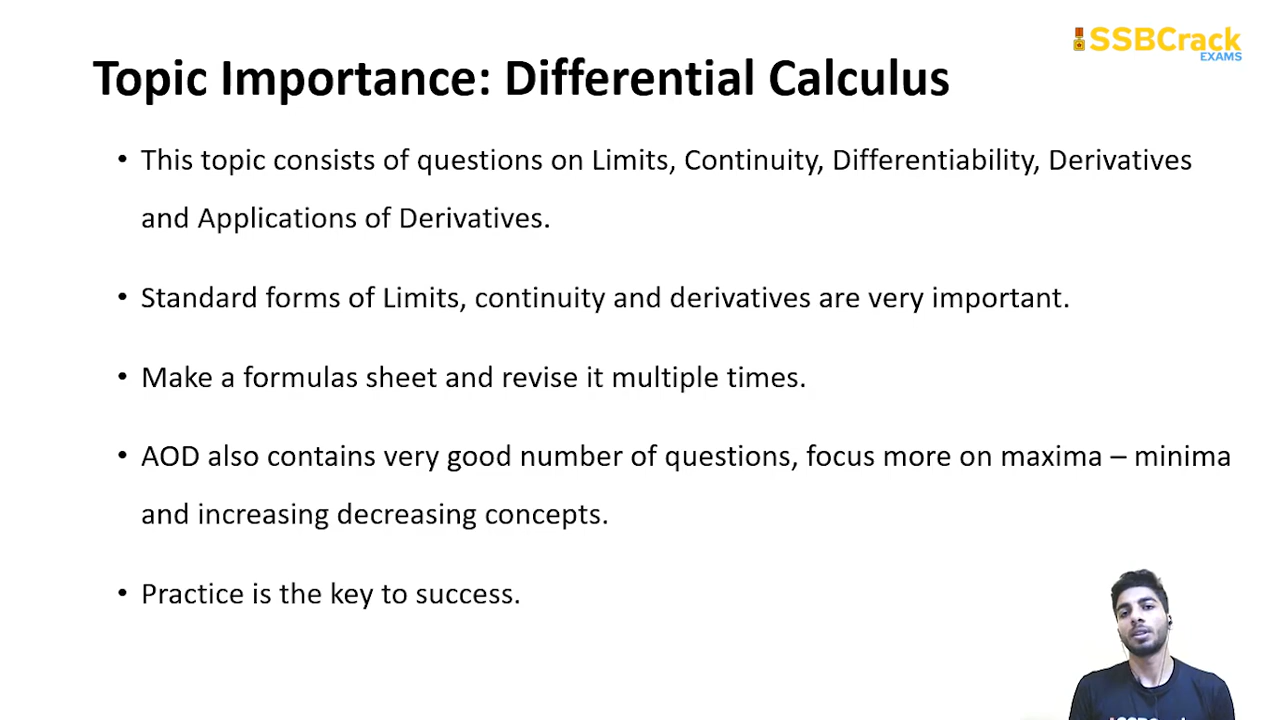 SSBCrack
EXAMS
Topic Importance: Differential Calculus
• This topic consists of questions on Limits, Continuity, Differentiability, Derivatives
and Applications of Derivatives.
• Standard forms of Limits, continuity and derivatives are very important.
• Make a formulas sheet and revise it multiple times.
• AOD also contains very good number of questions, focus more on maxima – minima
and increasing decreasing concepts.
• Practice is the key to success.